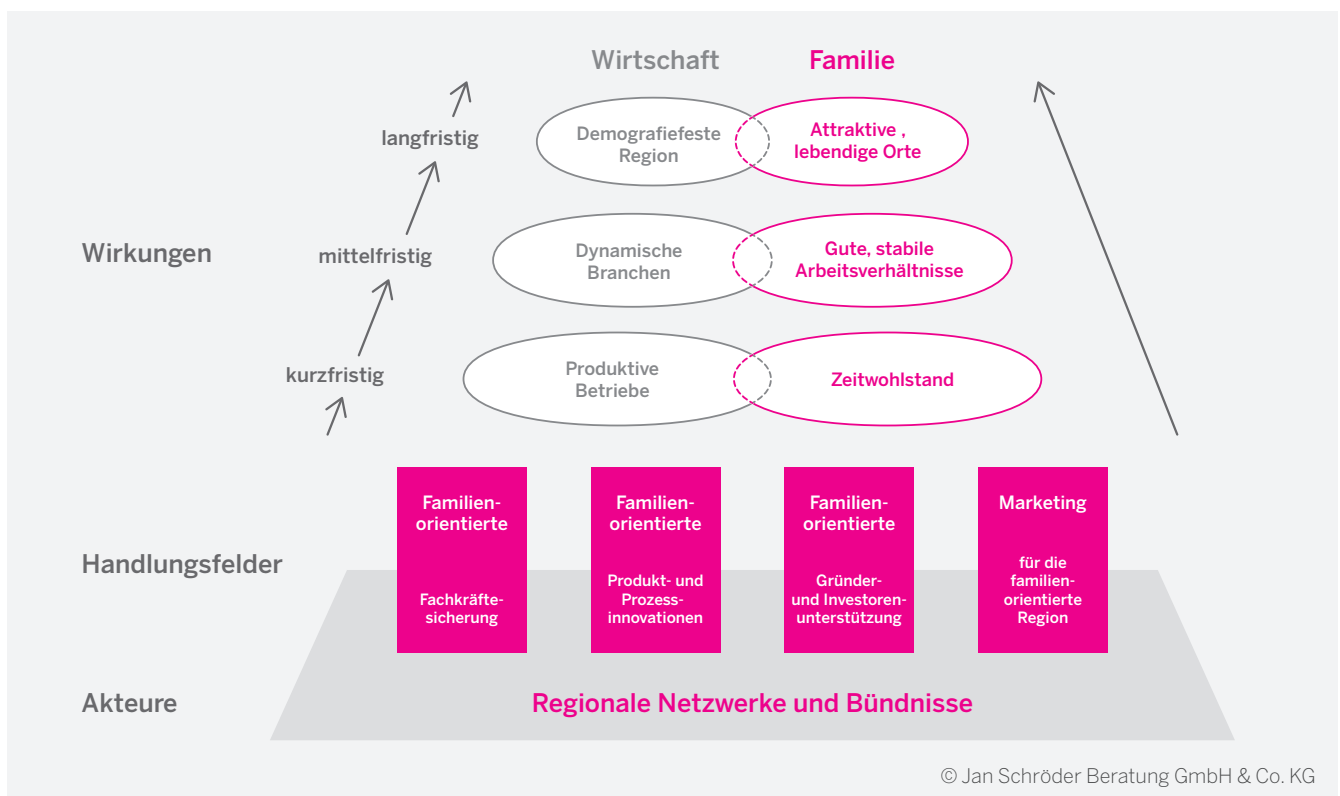 Wirtschaft
Familie
langfristig
Demografiefeste
Region
Attraktive ,
lebendige Orte
Wirkungen
mittelfristig
Dynamische
Branchen
Gute, stabile
Arbeitsverhältnisse
kurzfristig
Produktive
Betriebe
Zeitwohlstand
Handlungsfelder
Familien-
orientierte
Fachkräfte-
sicherung
Familien-
orientierte
Produkt- und
Prozess-
innovationen
Familien-
orientierte
Gründer-
und Investoren-
unterstützung
Marketing
für die
familien-
orientierte
Region
Akteure
Regionale Netzwerke und Bündnisse
© Jan Schröder Beratung GmbH & Co. KG